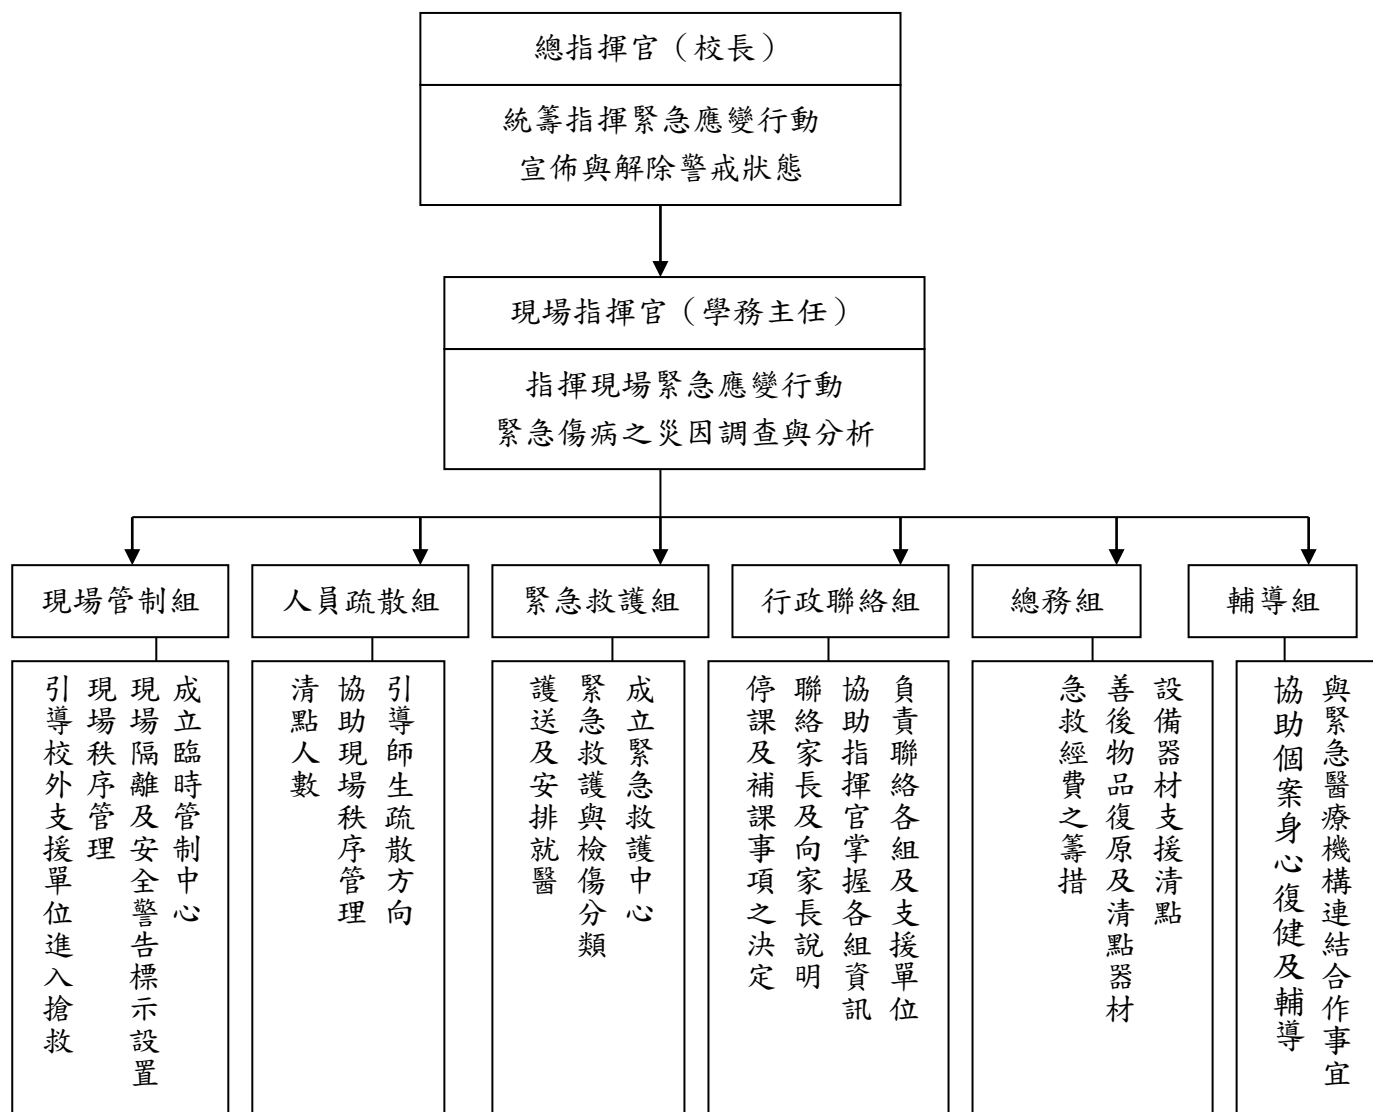 總指揮官（校長）
統籌指揮緊急應變行動
宣佈與解除警戒狀態
現場指揮官（學務主任）
指揮現場緊急應變行動
緊急傷病之災因調查與分析
現場管制組
人員疏散組
緊急救護組
行政聯絡組
總務組
輔導組
成立臨時管制中心
現場隔離及安全警告標示設置
現場秩序管理
引導校外支援單位進入搶救
引導師生疏散方向
協助現場秩序管理
清點人數
成立緊急救護中心
緊急救護與檢傷分類
護送及安排就醫
負責聯絡各組及支援單位
協助指揮官掌握各組資訊
聯絡家長及向家長說明
停課及補課事項之決定
設備器材支援清點
善後物品復原及清點器材
急救經費之籌措
與緊急醫療機構連結合作事宜
協助個案身心復健及輔導